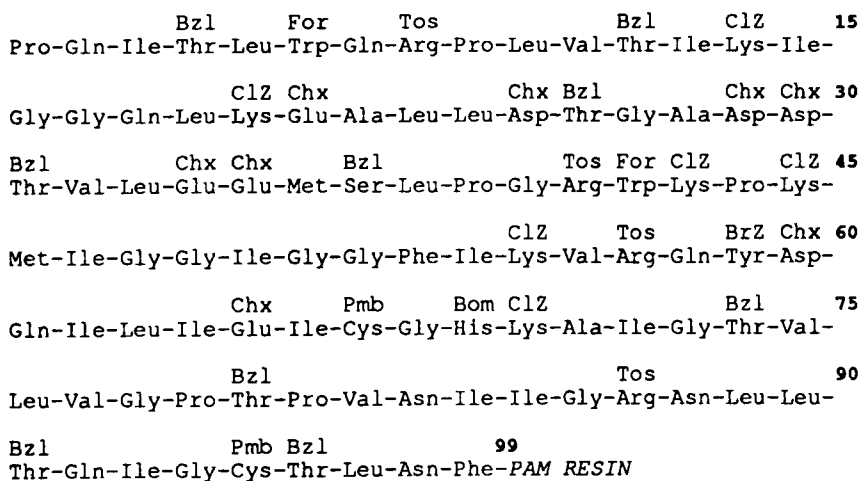 Bzl For Tos Bzl ClZ 15
Pro-Gln-Ile-Thr-Leu-Trp-Gln-Arg-Pro-Leu-Val-Thr-Ile-Lys-Ile-
ClZ Chx Chx Bzl Chx Chx 30
Gly-Gly-Gln-Leu-Lys-Glu-Ala-Leu-Leu-Asp-Thr-Gly-Ala-Asp-Asp-
Bzl Chx Chx Bzl Tos For ClZ ClZ 45
Thr-Val-Leu-Glu-Glu-Met-Ser-Leu-Pro-Gly-Arg-Trp-Lys-Pro-Lys-
ClZ Tos BrZ Chx 60
Met-Ile-Gly-Gly-Ile-Gly-Gly-Phe-Ile-Lys-Val-Arg-Gln-Tyr-Asp-
Chx Pmb Bom ClZ Bzl 75
Gln-Ile-Leu-Ile-Glu-Ile-Cys-Gly-His-Lys-Ala-Ile-Gly-Thr-Val-
Bzl Tos 90
Leu-Val-Gly-Pro-Thr-Pro-Val-Asn-Ile-Ile-Gly-Arg-Asn-Leu-Leu-
Bzl Pmb Bzl 99
Thr-Gln-Ile-Gly-Cys-Thr-Leu-Asn-Phe-PAM RESIN